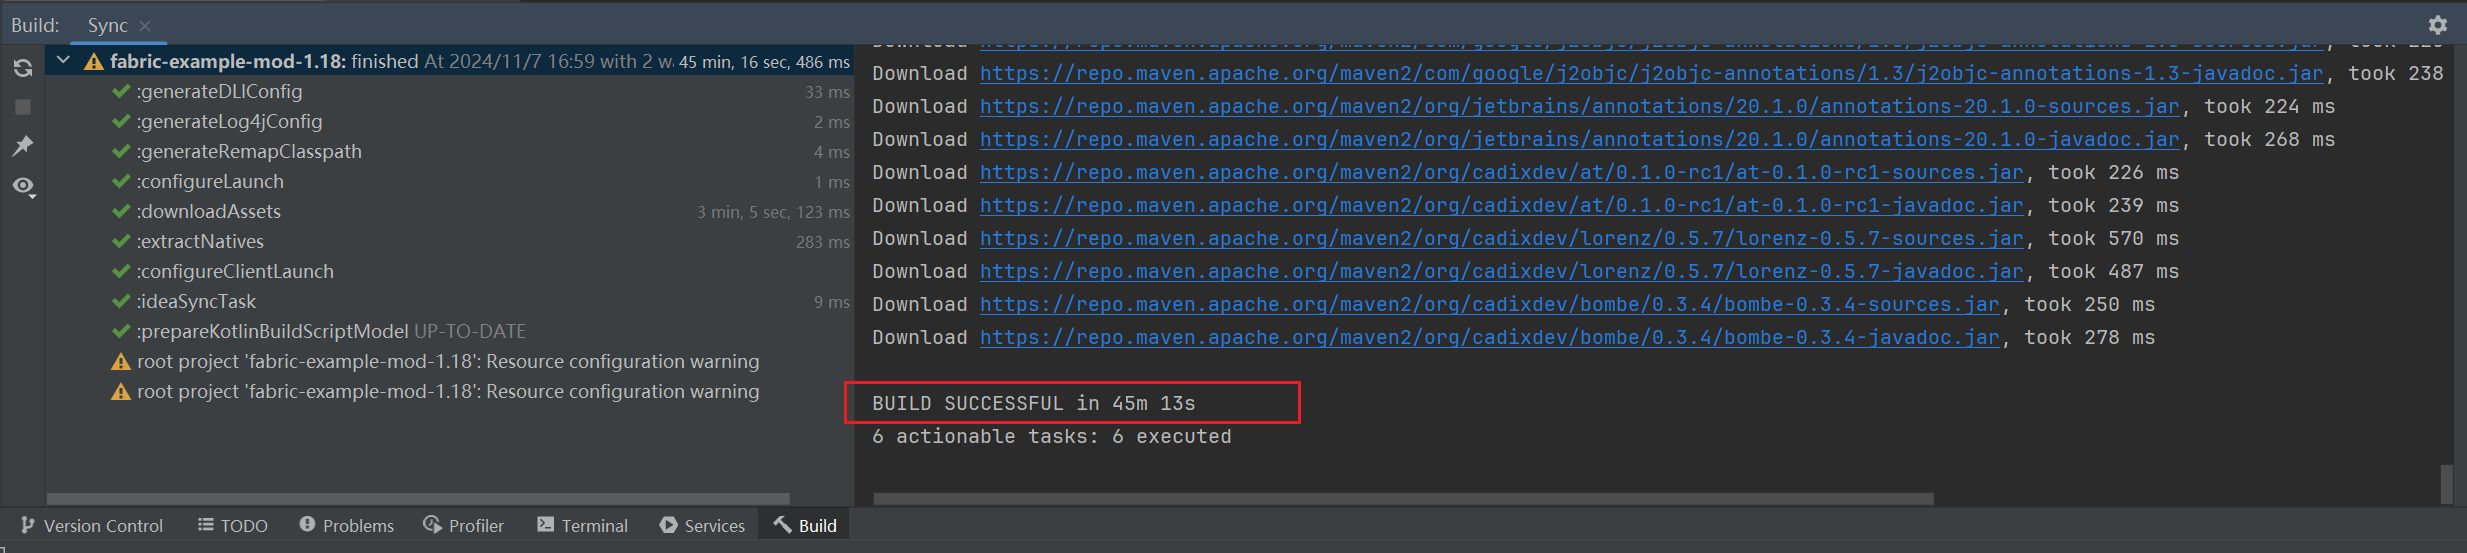 Build: Sync
fabric-example-mod-1.18: finished At 2024/11/7 16:59 with 2 wa 45 min, 16 sec, 486 ms
:generateDLIConfig 33 ms
:generateLog4jConfig 2 ms
:generateRemapClasspath 4 ms
:configureLaunch 1 ms
:downloadAssets 3 min, 5 sec, 123 ms
:extractNatives 283 ms
:configureClientLaunch
:ideaSyncTask 9 ms
:prepareKotlinBuildScriptModel UP-TO-DATE
root project 'fabric-example-mod-1.18': Resource configuration warning
root project 'fabric-example-mod-1.18': Resource configuration warning
Download https://repo.maven.apache.org/maven2/com/google/j2objc/j2objc-annotations/1.3/j2objc-annotations-1.3-javadoc.jar, took 238
Download https://repo.maven.apache.org/maven2/org/jetbrains/annotations/20.1.0/annotations-20.1.0-sources.jar, took 224 ms
Download https://repo.maven.apache.org/maven2/org/jetbrains/annotations/20.1.0/annotations-20.1.0-javadoc.jar, took 268 ms
Download https://repo.maven.apache.org/maven2/org/cadixdev/at/0.1.0-rc1/at-0.1.0-rc1-sources.jar, took 226 ms
Download https://repo.maven.apache.org/maven2/org/cadixdev/at/0.1.0-rc1/at-0.1.0-rc1-javadoc.jar, took 239 ms
Download https://repo.maven.apache.org/maven2/org/cadixdev/lorenz/0.5.7/lorenz-0.5.7-sources.jar, took 570 ms
Download https://repo.maven.apache.org/maven2/org/cadixdev/lorenz/0.5.7/lorenz-0.5.7-javadoc.jar, took 487 ms
Download https://repo.maven.apache.org/maven2/org/cadixdev/bombe/0.3.4/bombe-0.3.4-sources.jar, took 250 ms
Download https://repo.maven.apache.org/maven2/org/cadixdev/bombe/0.3.4/bombe-0.3.4-javadoc.jar, took 278 ms
BUILD SUCCESSFUL in 45m 13s
6 actionable tasks: 6 executed
Version Control TODO Problems Profiler Terminal Services Build